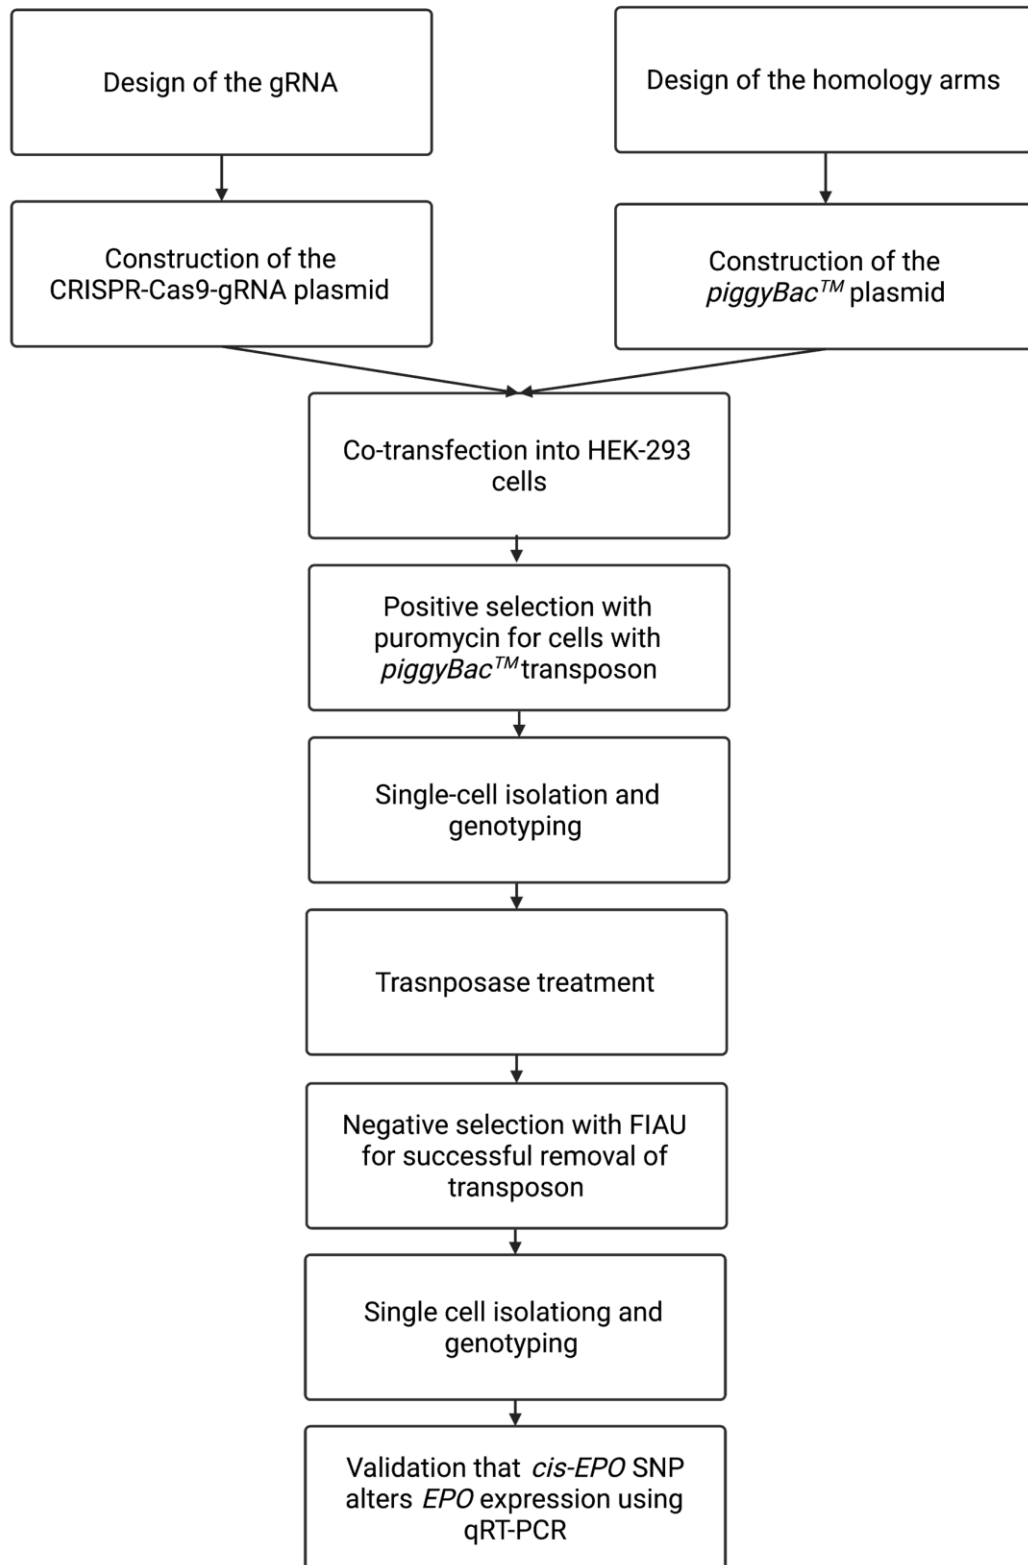 Design of the gRNA
Design of the homology arms
Construction of the
CRISPR-Cas9-gRNA plasmid
Construction of the
piggyBacTM plasmid
Co-transfection into HEK-293
cells
Positive selection with
puromycin for cells with
piggyBacTM transposon
Single-cell isolation and
genotyping
Trasnposase treatment
Negative selection with FIAU
for successful removal of
transposon
Single cell isolationg and
genotyping
Validation that cis-EPO SNP
alters EPO expression using
qRT-PCR